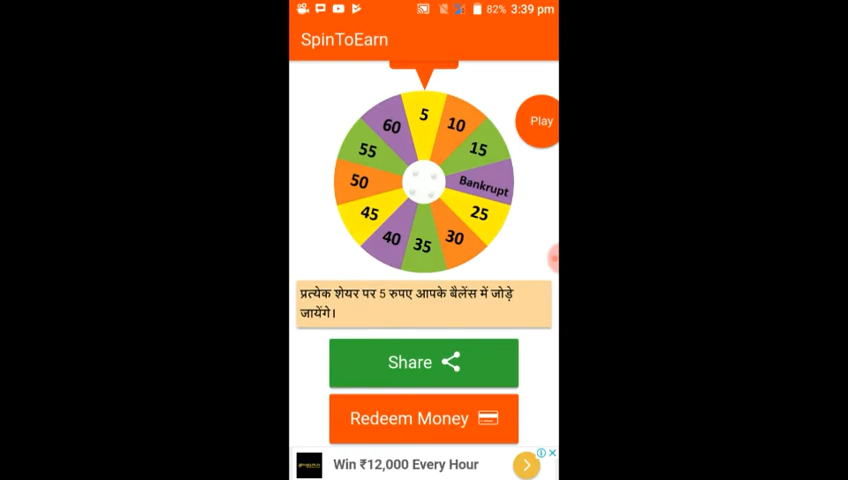 82% 3:39 pm
SpinToEarn
5
10
15
Bankrupt
25
30
35
40
45
50
55
60
Play
प्रत्येक शेयर पर 5 रुपए आपके बैलेंस में जोड़े
जायेंगे।
Share
Redeem Money
Win ₹12,000 Every Hour